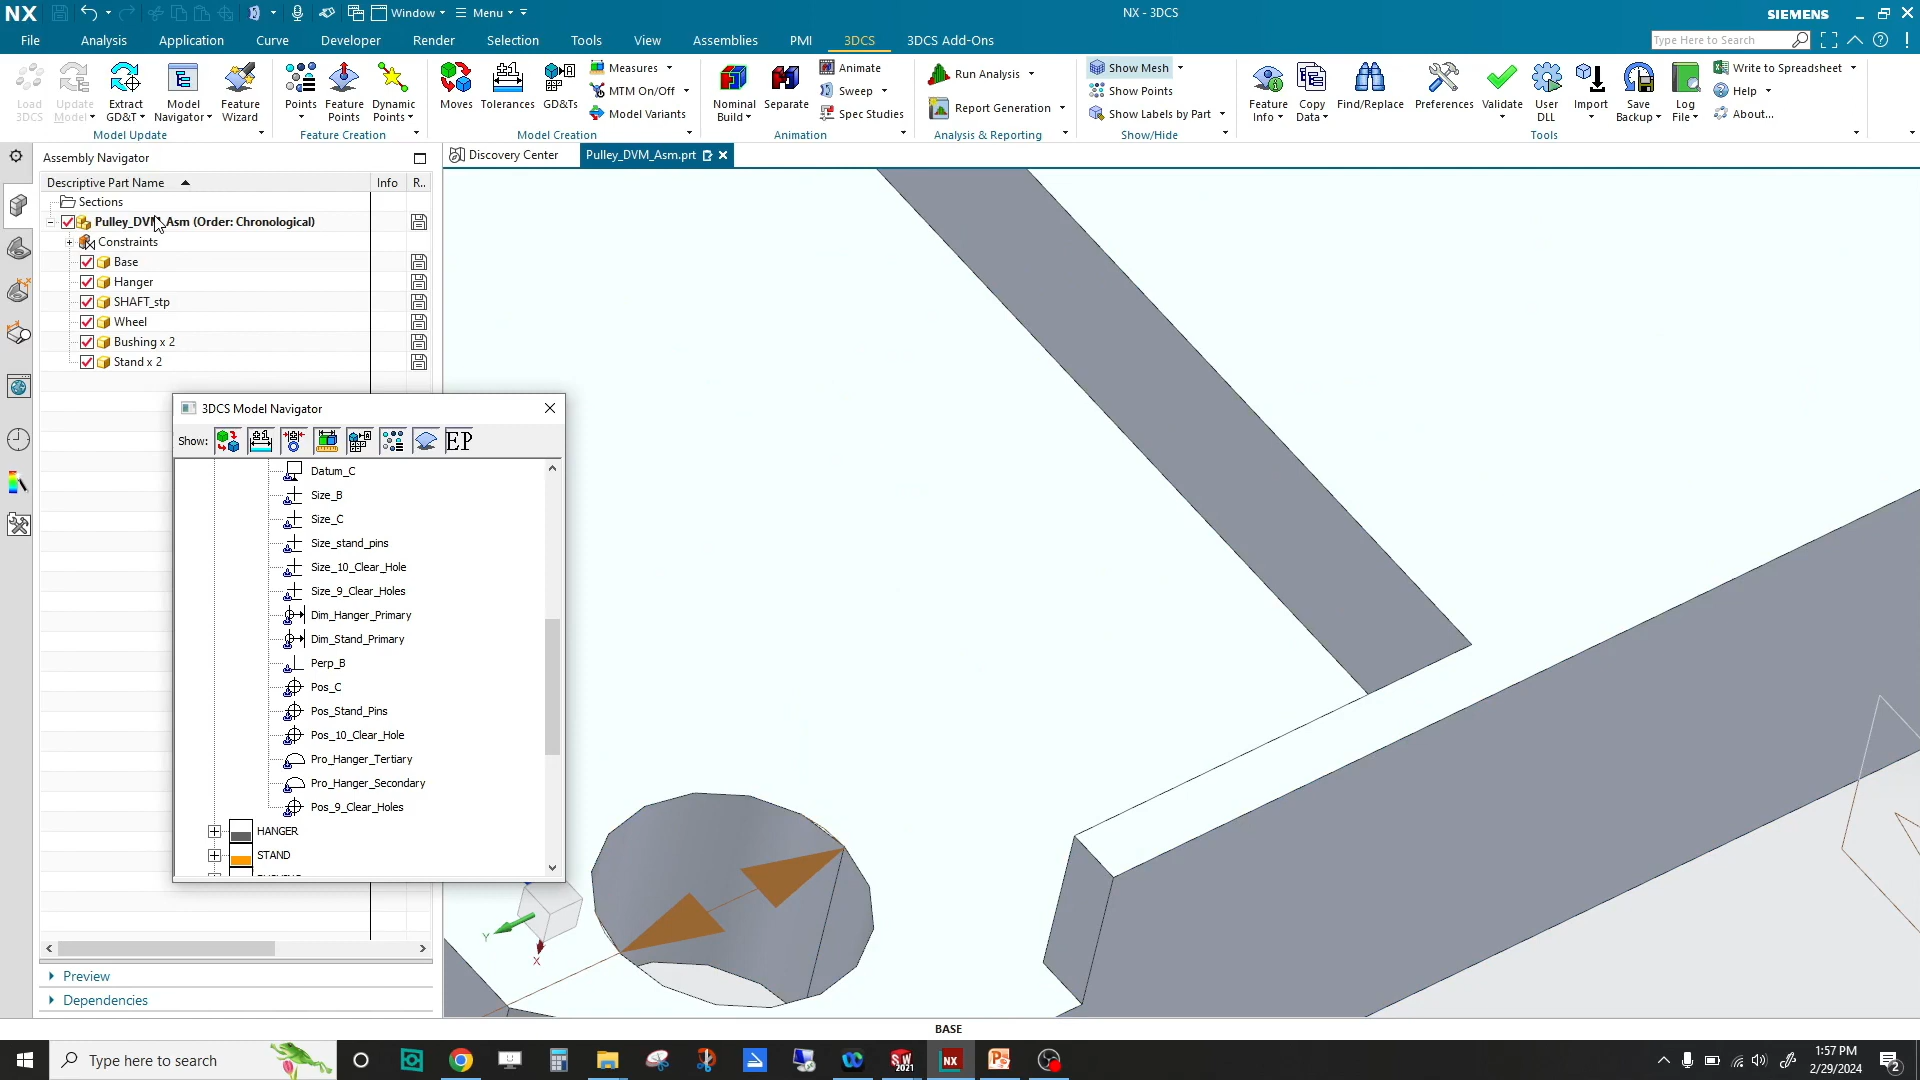 NX
Window
Menu
NX - 3DCS
SIEMENS
File
Analysis
Application
Curve
Developer
Render
Selection
Tools
View
Assemblies
PMI
3DCS
3DCS Add-Ons
Type Here to Search
Load 3DCS
Update Model
Extract GD&T
Model Navigator
Feature Wizard
Model Update
Points
Feature Points
Dynamic Points
Feature Creation
Moves
Tolerances
GD&Ts
Measures
MTM On/Off
Model Variants
Model Creation
Nominal Build
Separate
Animate
Sweep
Spec Studies
Animation
Run Analysis
Report Generation
Analysis & Reporting
Show Mesh
Show Points
Show Labels by Part
Show/Hide
Feature Info
Copy Data
Find/Replace
Preferences
Validate
User DLL
Import
Save Backup
Log File
Write to Spreadsheet
Help
About...
Tools
Assembly Navigator
Discovery Center
Pulley_DVM_Asm.prt
Descriptive Part Name
Info
R..
Sections
Pulley_DVM_Asm (Order: Chronological)
Constraints
Base
Hanger
SHAFT_stp
Wheel
Bushing x 2
Stand x 2
3DCS Model Navigator
Show:
EP
Datum_C
Size_B
Size_C
Size_stand_pins
Size_10_Clear_Hole
Size_9_Clear_Holes
Dim_Hanger_Primary
Dim_Stand_Primary
Perp_B
Pos_C
Pos_Stand_Pins
Pos_10_Clear_Hole
Pro_Hanger_Tertiary
Pro_Hanger_Secondary
Pos_9_Clear_Holes
HANGER
STAND
Y
X
Preview
Dependencies
BASE
Type here to search
SW
2021
NX
1:57 PM
2/29/2024
2